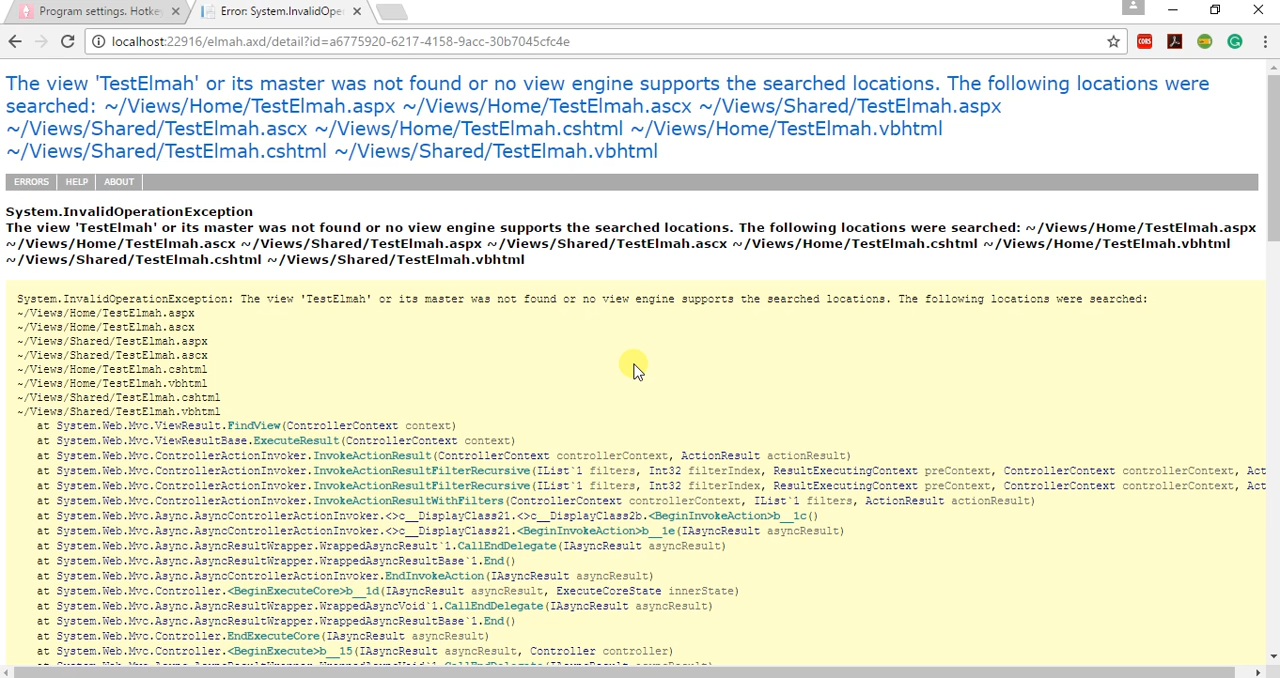 Program settings. Hotke
Error: System.InvalidOpe
localhost:22916/elmah.axd/detail?id=a6775920-6217-4158-9acc-30b7045cfc4e
CORS
The view 'TestElmah' or its master was not found or no view engine supports the searched locations. The following locations were
searched: ~/Views/Home/TestElmah.aspx ~/Views/Home/TestElmah.ascx ~/Views/Shared/TestElmah.aspx
~/Views/Shared/TestElmah.ascx ~/Views/Home/TestElmah.cshtml ~/Views/Home/TestElmah.vbhtml
~/Views/Shared/TestElmah.cshtml ~/Views/Shared/TestElmah.vbhtml
ERRORS HELP ABOUT
System.InvalidOperationException
The view 'TestElmah' or its master was not found or no view engine supports the searched locations. The following locations were searched: ~/Views/Home/TestElmah.aspx
~/Views/Home/TestElmah.ascx ~/Views/Shared/TestElmah.aspx ~/Views/Shared/TestElmah.ascx ~/Views/Home/TestElmah.cshtml ~/Views/Home/TestElmah.vbhtml
~/Views/Shared/TestElmah.cshtml ~/Views/Shared/TestElmah.vbhtml
System.InvalidOperationException: The view 'TestElmah' or its master was not found or no view engine supports the searched locations. The following locations were searched:
~/Views/Home/TestElmah.aspx
~/Views/Home/TestElmah.ascx
~/Views/Shared/TestElmah.aspx
~/Views/Shared/TestElmah.ascx
~/Views/Home/TestElmah.cshtml
~/Views/Home/TestElmah.vbhtml
~/Views/Shared/TestElmah.cshtml
~/Views/Shared/TestElmah.vbhtml
at System.Web.Mvc.ViewResult.FindView(ControllerContext context)
at System.Web.Mvc.ViewResultBase.ExecuteResult(ControllerContext context)
at System.Web.Mvc.ControllerActionInvoker.InvokeActionResult(ControllerContext controllerContext, ActionResult actionResult)
at System.Web.Mvc.ControllerActionInvoker.InvokeActionResultFilterRecursive(IList`1 filters, Int32 filterIndex, ResultExecutingContext preContext, ControllerContext controllerContext, Act
at System.Web.Mvc.ControllerActionInvoker.InvokeActionResultFilterRecursive(IList`1 filters, Int32 filterIndex, ResultExecutingContext preContext, ControllerContext controllerContext, Act
at System.Web.Mvc.ControllerActionInvoker.InvokeActionResultWithFilters(ControllerContext controllerContext, IList`1 filters, ActionResult actionResult)
at System.Web.Mvc.Async.AsyncControllerActionInvoker.<>c__DisplayClass21.<>c__DisplayClass2b.<BeginInvokeAction>b__1c()
at System.Web.Mvc.Async.AsyncControllerActionInvoker.<>c__DisplayClass21.<BeginInvokeAction>b__1e(IAsyncResult asyncResult)
at System.Web.Mvc.Async.AsyncResultWrapper.WrappedAsyncResult`1.CallEndDelegate(IAsyncResult asyncResult)
at System.Web.Mvc.Async.AsyncResultWrapper.WrappedAsyncResultBase`1.End()
at System.Web.Mvc.Async.AsyncControllerActionInvoker.EndInvokeAction(IAsyncResult asyncResult)
at System.Web.Mvc.Controller.<BeginExecuteCore>b__1d(IAsyncResult asyncResult, ExecuteCoreState innerState)
at System.Web.Mvc.Async.AsyncResultWrapper.WrappedAsyncVoid`1.CallEndDelegate(IAsyncResult asyncResult)
at System.Web.Mvc.Async.AsyncResultWrapper.WrappedAsyncResultBase`1.End()
at System.Web.Mvc.Controller.EndExecuteCore(IAsyncResult asyncResult)
at System.Web.Mvc.Controller.<BeginExecute>b__15(IAsyncResult asyncResult, Controller controller)
at System.Web.Mvc.Async.AsyncResultWrapper.WrappedAsyncVoid`1.CallEndDelegate(IAsyncResult asyncResult)